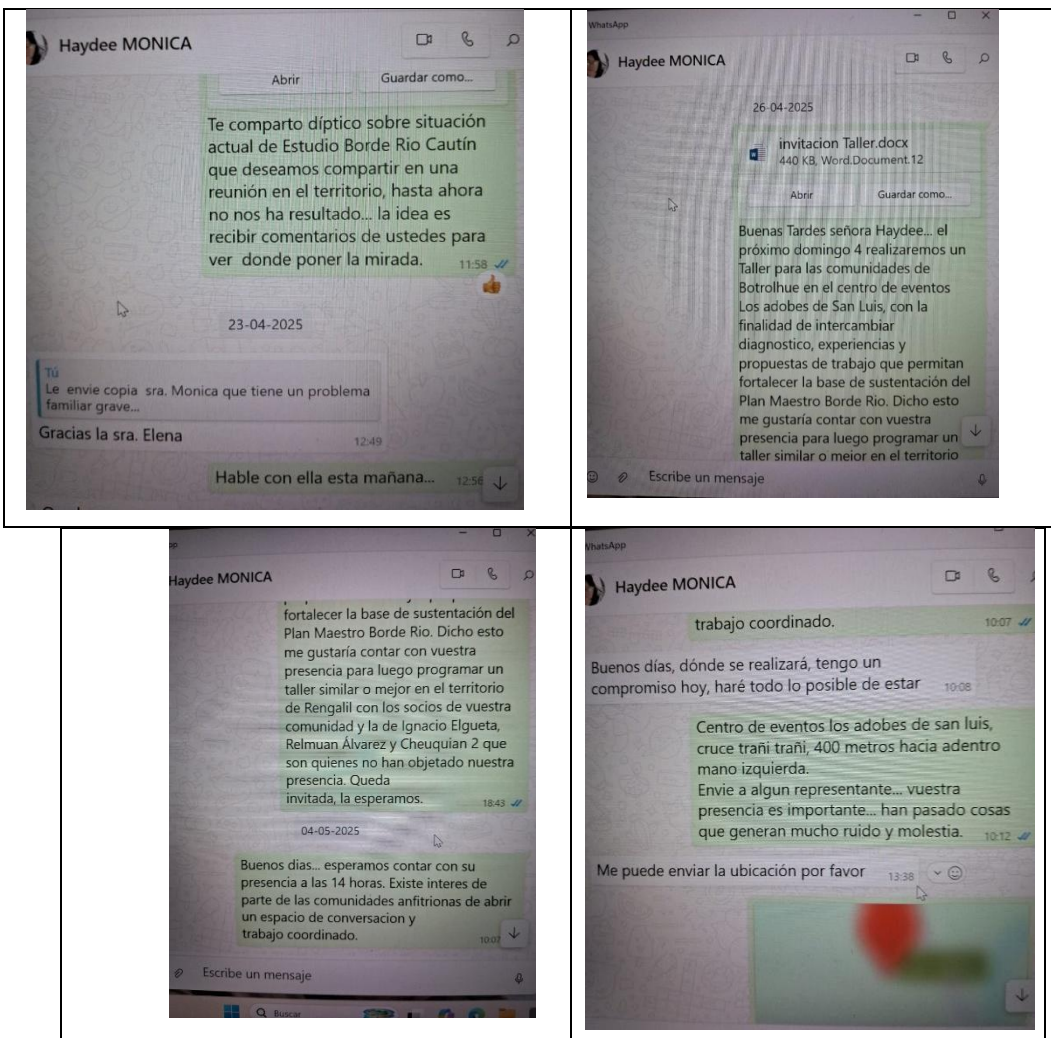 Haydee MONICA
Abrir
Guardar como...
Te comparto díptico sobre situación
actual de Estudio Borde Rio Cautín
que deseamos compartir en una
reunión en el territorio, hasta ahora
no nos ha resultado... la idea es
recibir comentarios de ustedes para
ver donde poner la mirada.
11:58
23-04-2025
Tú
Le envie copia sra. Monica que tiene un problema
familiar grave...
Gracias la sra. Elena
12:49
Hable con ella esta mañana...
12:56
WhatsApp
Haydee MONICA
26-04-2025
invitacion Taller.docx
440 KB, Word.Document.12
Abrir
Guardar como...
Buenas Tardes señora Haydee... el
próximo domingo 4 realizaremos un
Taller para las comunidades de
Botrolhue en el centro de eventos
Los adobes de San Luis, con la
finalidad de intercambiar
diagnostico, experiencias y
propuestas de trabajo que permitan
fortalecer la base de sustentación del
Plan Maestro Borde Rio. Dicho esto
me gustaría contar con vuestra
presencia para luego programar un
taller similar o mejor en el territorio
Escribe un mensaje
Haydee MONICA
fortalecer la base de sustentación del
Plan Maestro Borde Rio. Dicho esto
me gustaría contar con vuestra
presencia para luego programar un
taller similar o mejor en el territorio
de Rengalil con los socios de vuestra
comunidad y la de Ignacio Elgueta,
Relmuan Álvarez y Cheuquian 2 que
son quienes no han objetado nuestra
presencia. Queda
invitada, la esperamos.
18:43
04-05-2025
Buenos dias... esperamos contar con su
presencia a las 14 horas. Existe interes de
parte de las comunidades anfitrionas de abrir
un espacio de conversacion y
trabajo coordinado.
10:07
Escribe un mensaje
Buscar
WhatsApp
Haydee MONICA
trabajo coordinado.
10:07
Buenos días, dónde se realizará, tengo un
compromiso hoy, haré todo lo posible de estar
10:08
Centro de eventos los adobes de san luis,
cruce trañi trañi, 400 metros hacia adentro
mano izquierda.
Envie a algun representante... vuestra
presencia es importante... han pasado cosas
que generan mucho ruido y molestia.
10:12
Me puede enviar la ubicación por favor
13:38